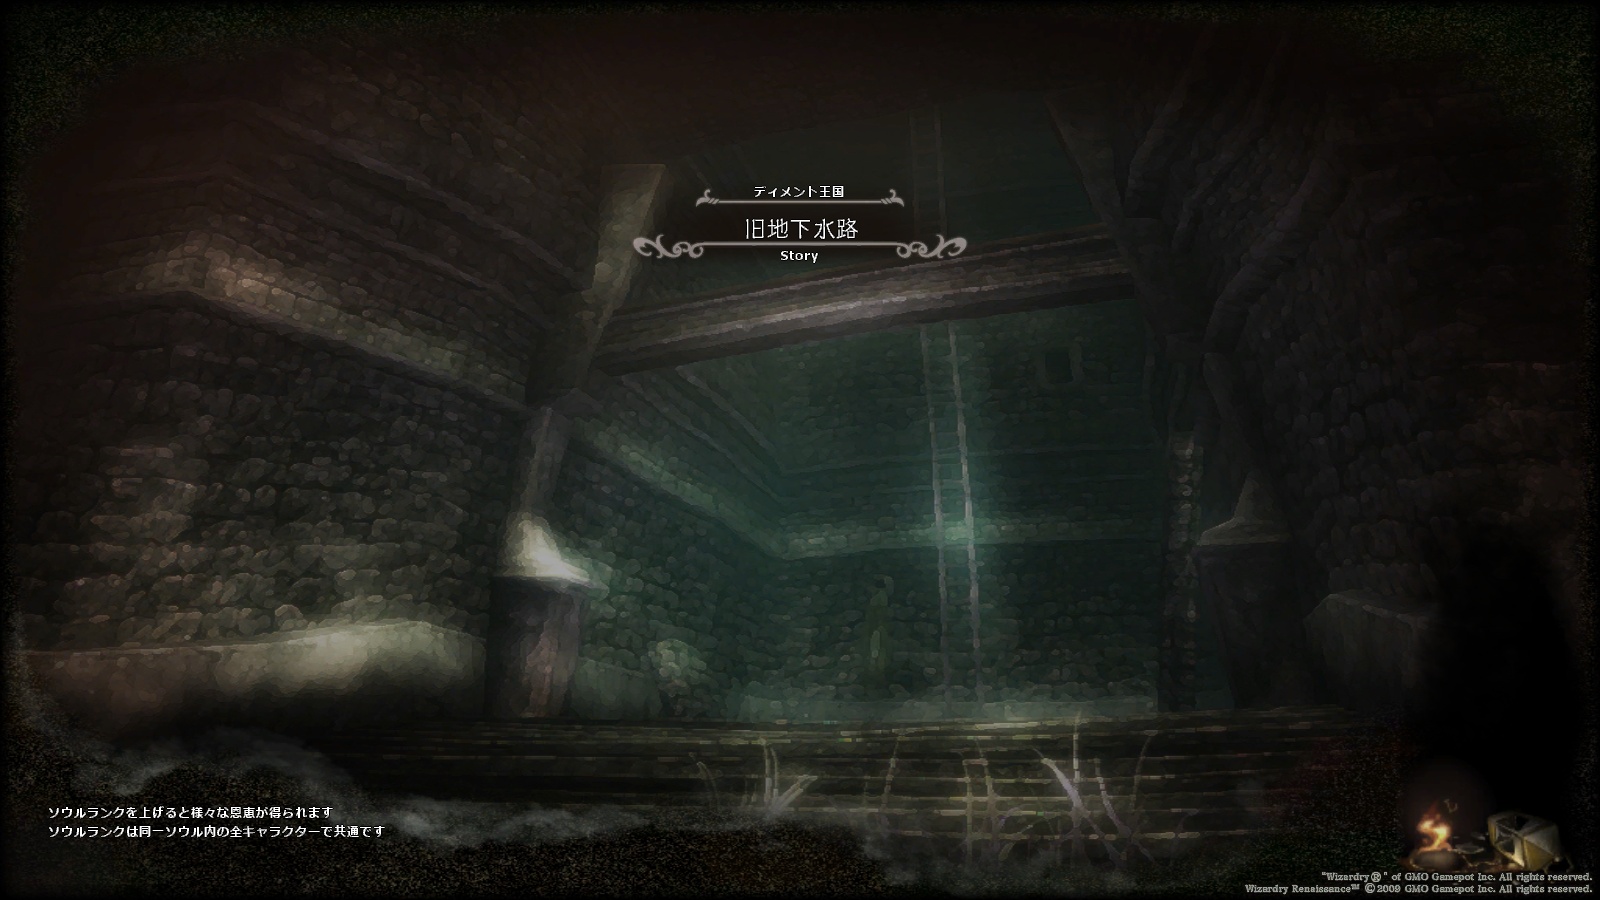 ディメント王国
旧地下水路
Story
ソウルランクを上げると様々な恩恵が得られます
ソウルランクは同一ソウル内の全キャラクターで共通です
"Wizardry®" of GMO Gamepot Inc. All rights reserved.
Wizardry Renaissance™ ©2009 GMO Gamepot Inc. All rights reserved.